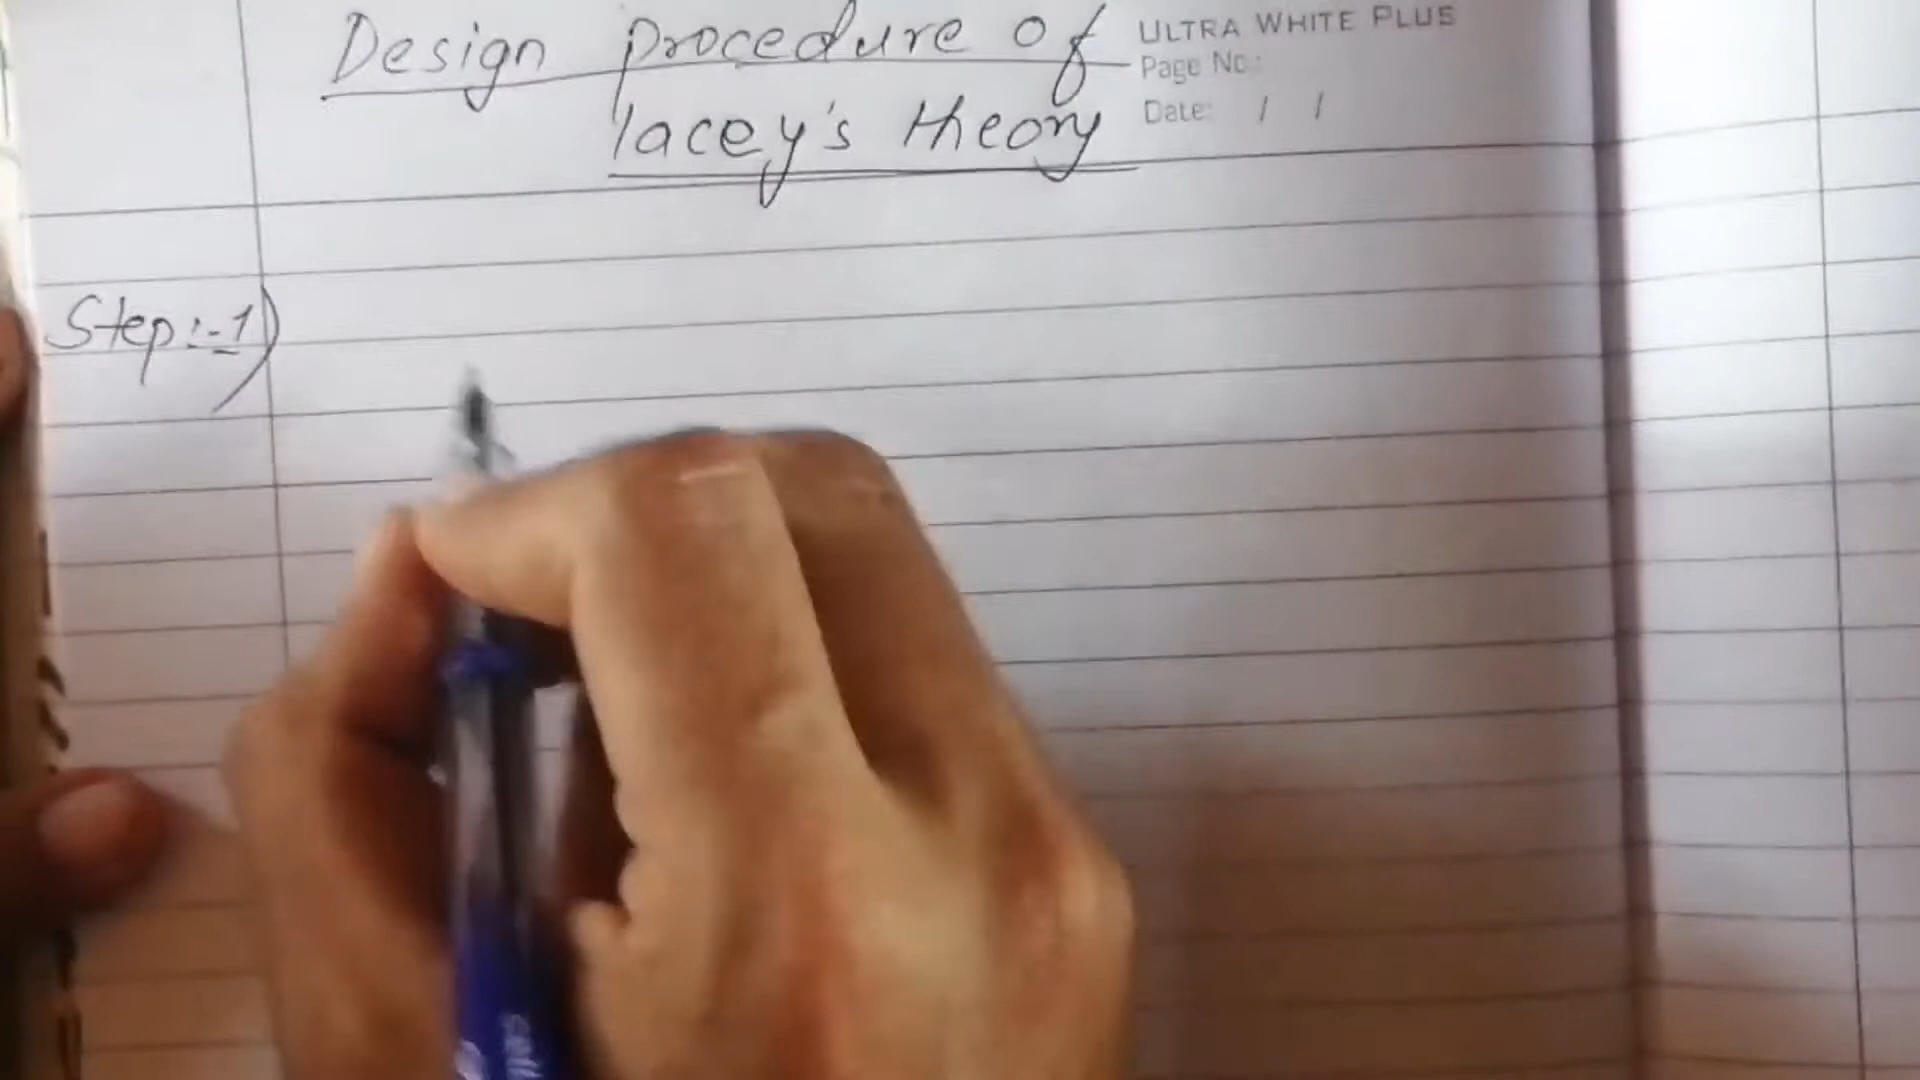 Design procedure of
lacey's theory
ULTRA WHITE PLUS
Page No.:
Date: / /
Step:-1)